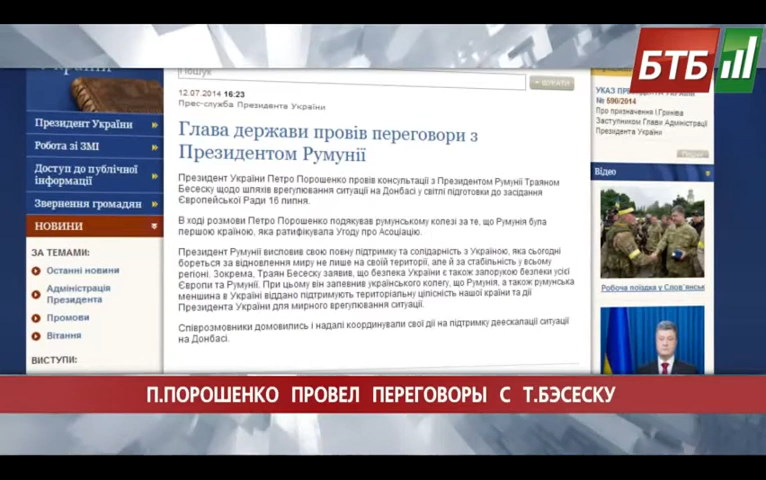 БТБ
України
Пошук
ШУКАТИ
12.07.2014 16:23
Прес-служба Президента України
Глава держави провів переговори з
Президентом Румунії
Президент України Петро Порошенко провів консультації з Президентом Румунії Траяном
Бесеску щодо шляхів врегулювання ситуації на Донбасі у світлі підготовки до засідання
Європейської Ради 16 липня.
В ході розмови Петро Порошенко подякував румунському колезі за те, що Румунія була
першою країною, яка ратифікувала Угоду про Асоціацію.
Президент Румунії висловив свою повну підтримку та солідарність з Україною, яка сьогодні
бореться за відновлення миру не лише на своїй території, але й за стабільність у всьому
регіоні. Зокрема, Траян Бесеску заявив, що безпека України є також запорукою безпеки усієї
Європи та Румунії. При цьому він запевнив українського колегу, що Румунія, а також румунська
меншина в Україні віддано підтримують територіальну цілісність нашої країни та дії
Президента України для мирного врегулювання ситуації.
Співрозмовники домовились і надалі координували свої дії на підтримку деескалації ситуації
на Донбасі.
Президент України
Робота зі ЗМІ
Доступ до публічної
інформації
Звернення громадян
НОВИНИ
ЗА ТЕМАМИ:
Останні новини
Адміністрація
Президента
Промови
Вітання
ВИСТУПИ:
УКАЗ ПРЕЗИДЕНТА УКРАЇНИ
№ 590/2014
Про призначення І.Гриніва
Заступником Глави Адміністрації
Президента України
Відео
Робоча поїздка у Слов'янськ
П.ПОРОШЕНКО ПРОВЕЛ ПЕРЕГОВОРЫ С Т.БЭСЕСКУ